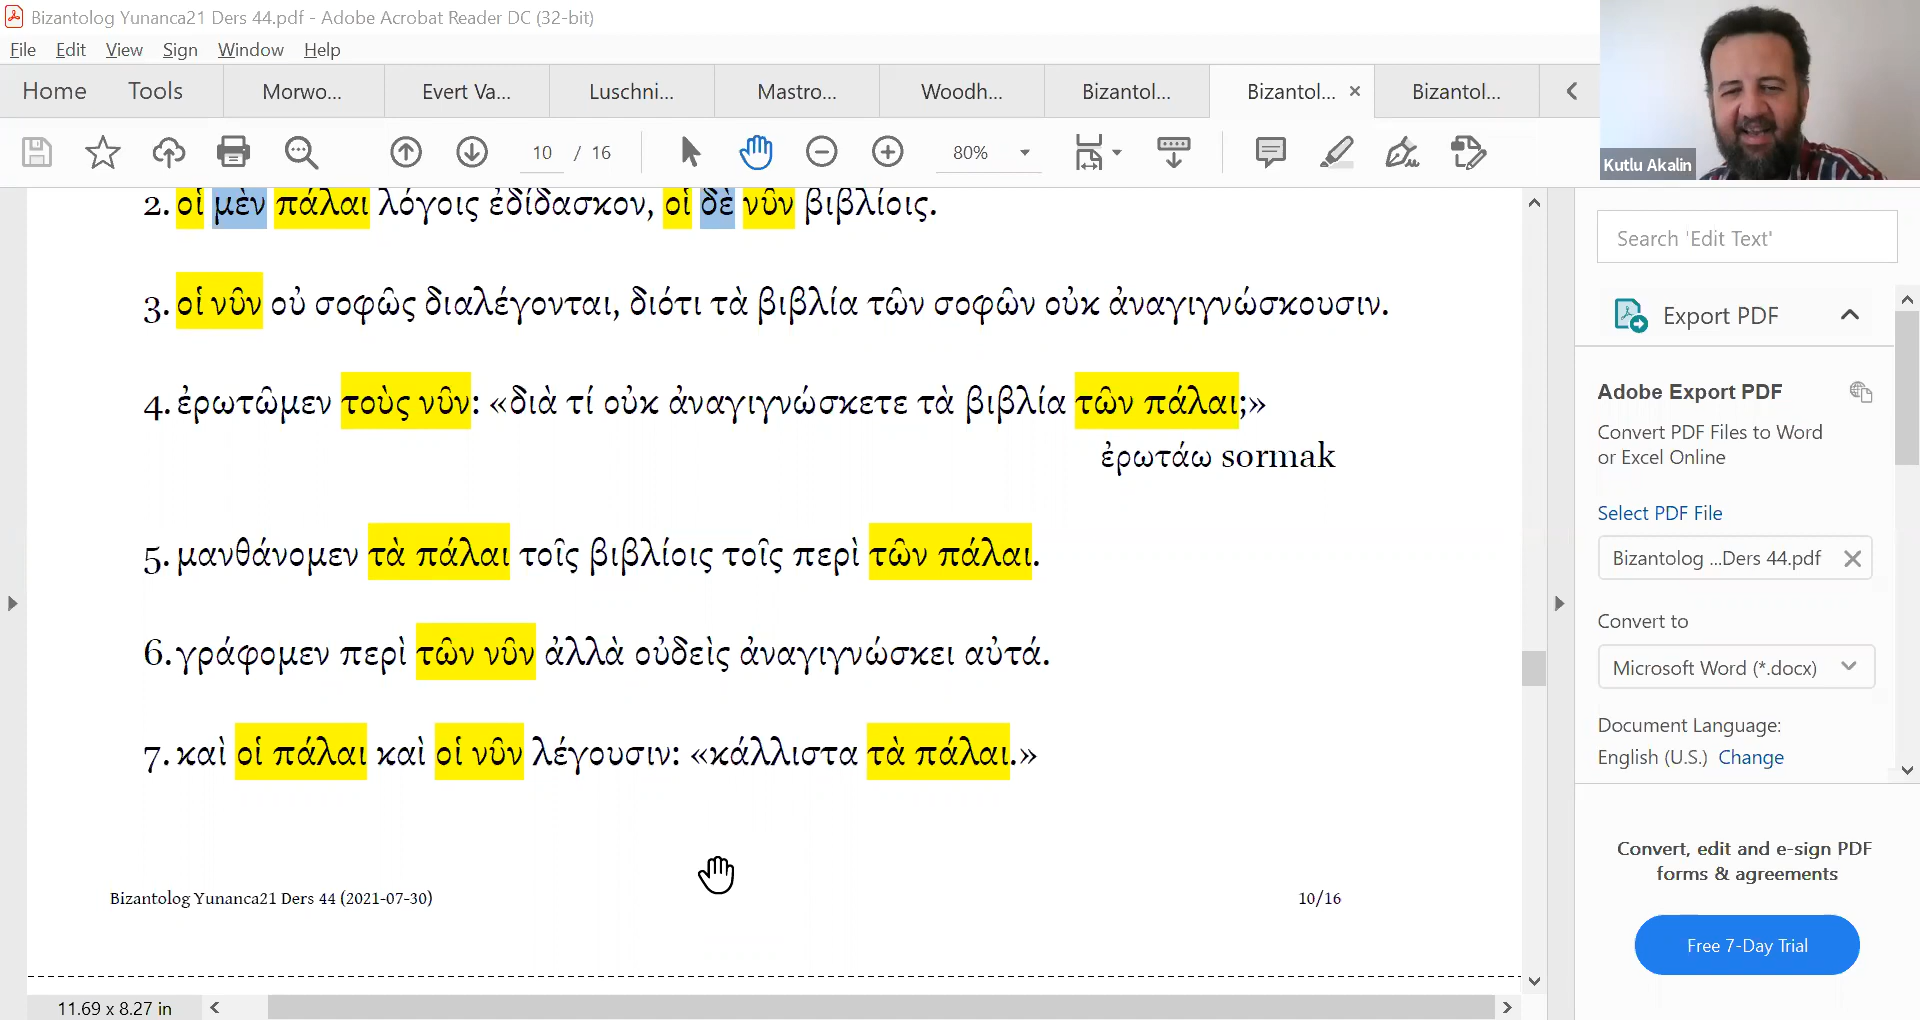 Bizantolog Yunanca21 Ders 44.pdf - Adobe Acrobat Reader DC (32-bit)
File Edit View Sign Window Help
Home Tools Morwo... Evert Va... Luschni... Mastro... Woodh... Bizantol... Bizantol... Bizantol...
10 / 16 80%
Kutlu Akalin
2. οἱ μὲν πάλαι λόγοις ἐδίδασκον, οἱ δὲ νῦν βιβλίοις.
3. οἱ νῦν οὐ σοφῶς διαλέγονται, διότι τὰ βιβλία τῶν σοφῶν οὐκ ἀναγιγνώσκουσιν.
4. ἐρωτῶμεν τοὺς νῦν: «διὰ τί οὐκ ἀναγιγνώσκετε τὰ βιβλία τῶν πάλαι;»
ἐρωτάω sormak
5. μανθάνομεν τὰ πάλαι τοῖς βιβλίοις τοῖς περὶ τῶν πάλαι.
6. γράφομεν περὶ τῶν νῦν ἀλλὰ οὐδεὶς ἀναγιγνώσκει αὐτά.
7. καὶ οἱ πάλαι καὶ οἱ νῦν λέγουσιν: «κάλλιστα τὰ πάλαι.»
Bizantolog Yunanca21 Ders 44 (2021-07-30) 10/16
11.69 x 8.27 in
Search 'Edit Text'
Export PDF
Adobe Export PDF
Convert PDF Files to Word
or Excel Online
Select PDF File
Bizantolog ...Ders 44.pdf
Convert to
Microsoft Word (*.docx)
Document Language:
English (U.S.) Change
Convert, edit and e-sign PDF
forms & agreements
Free 7-Day Trial